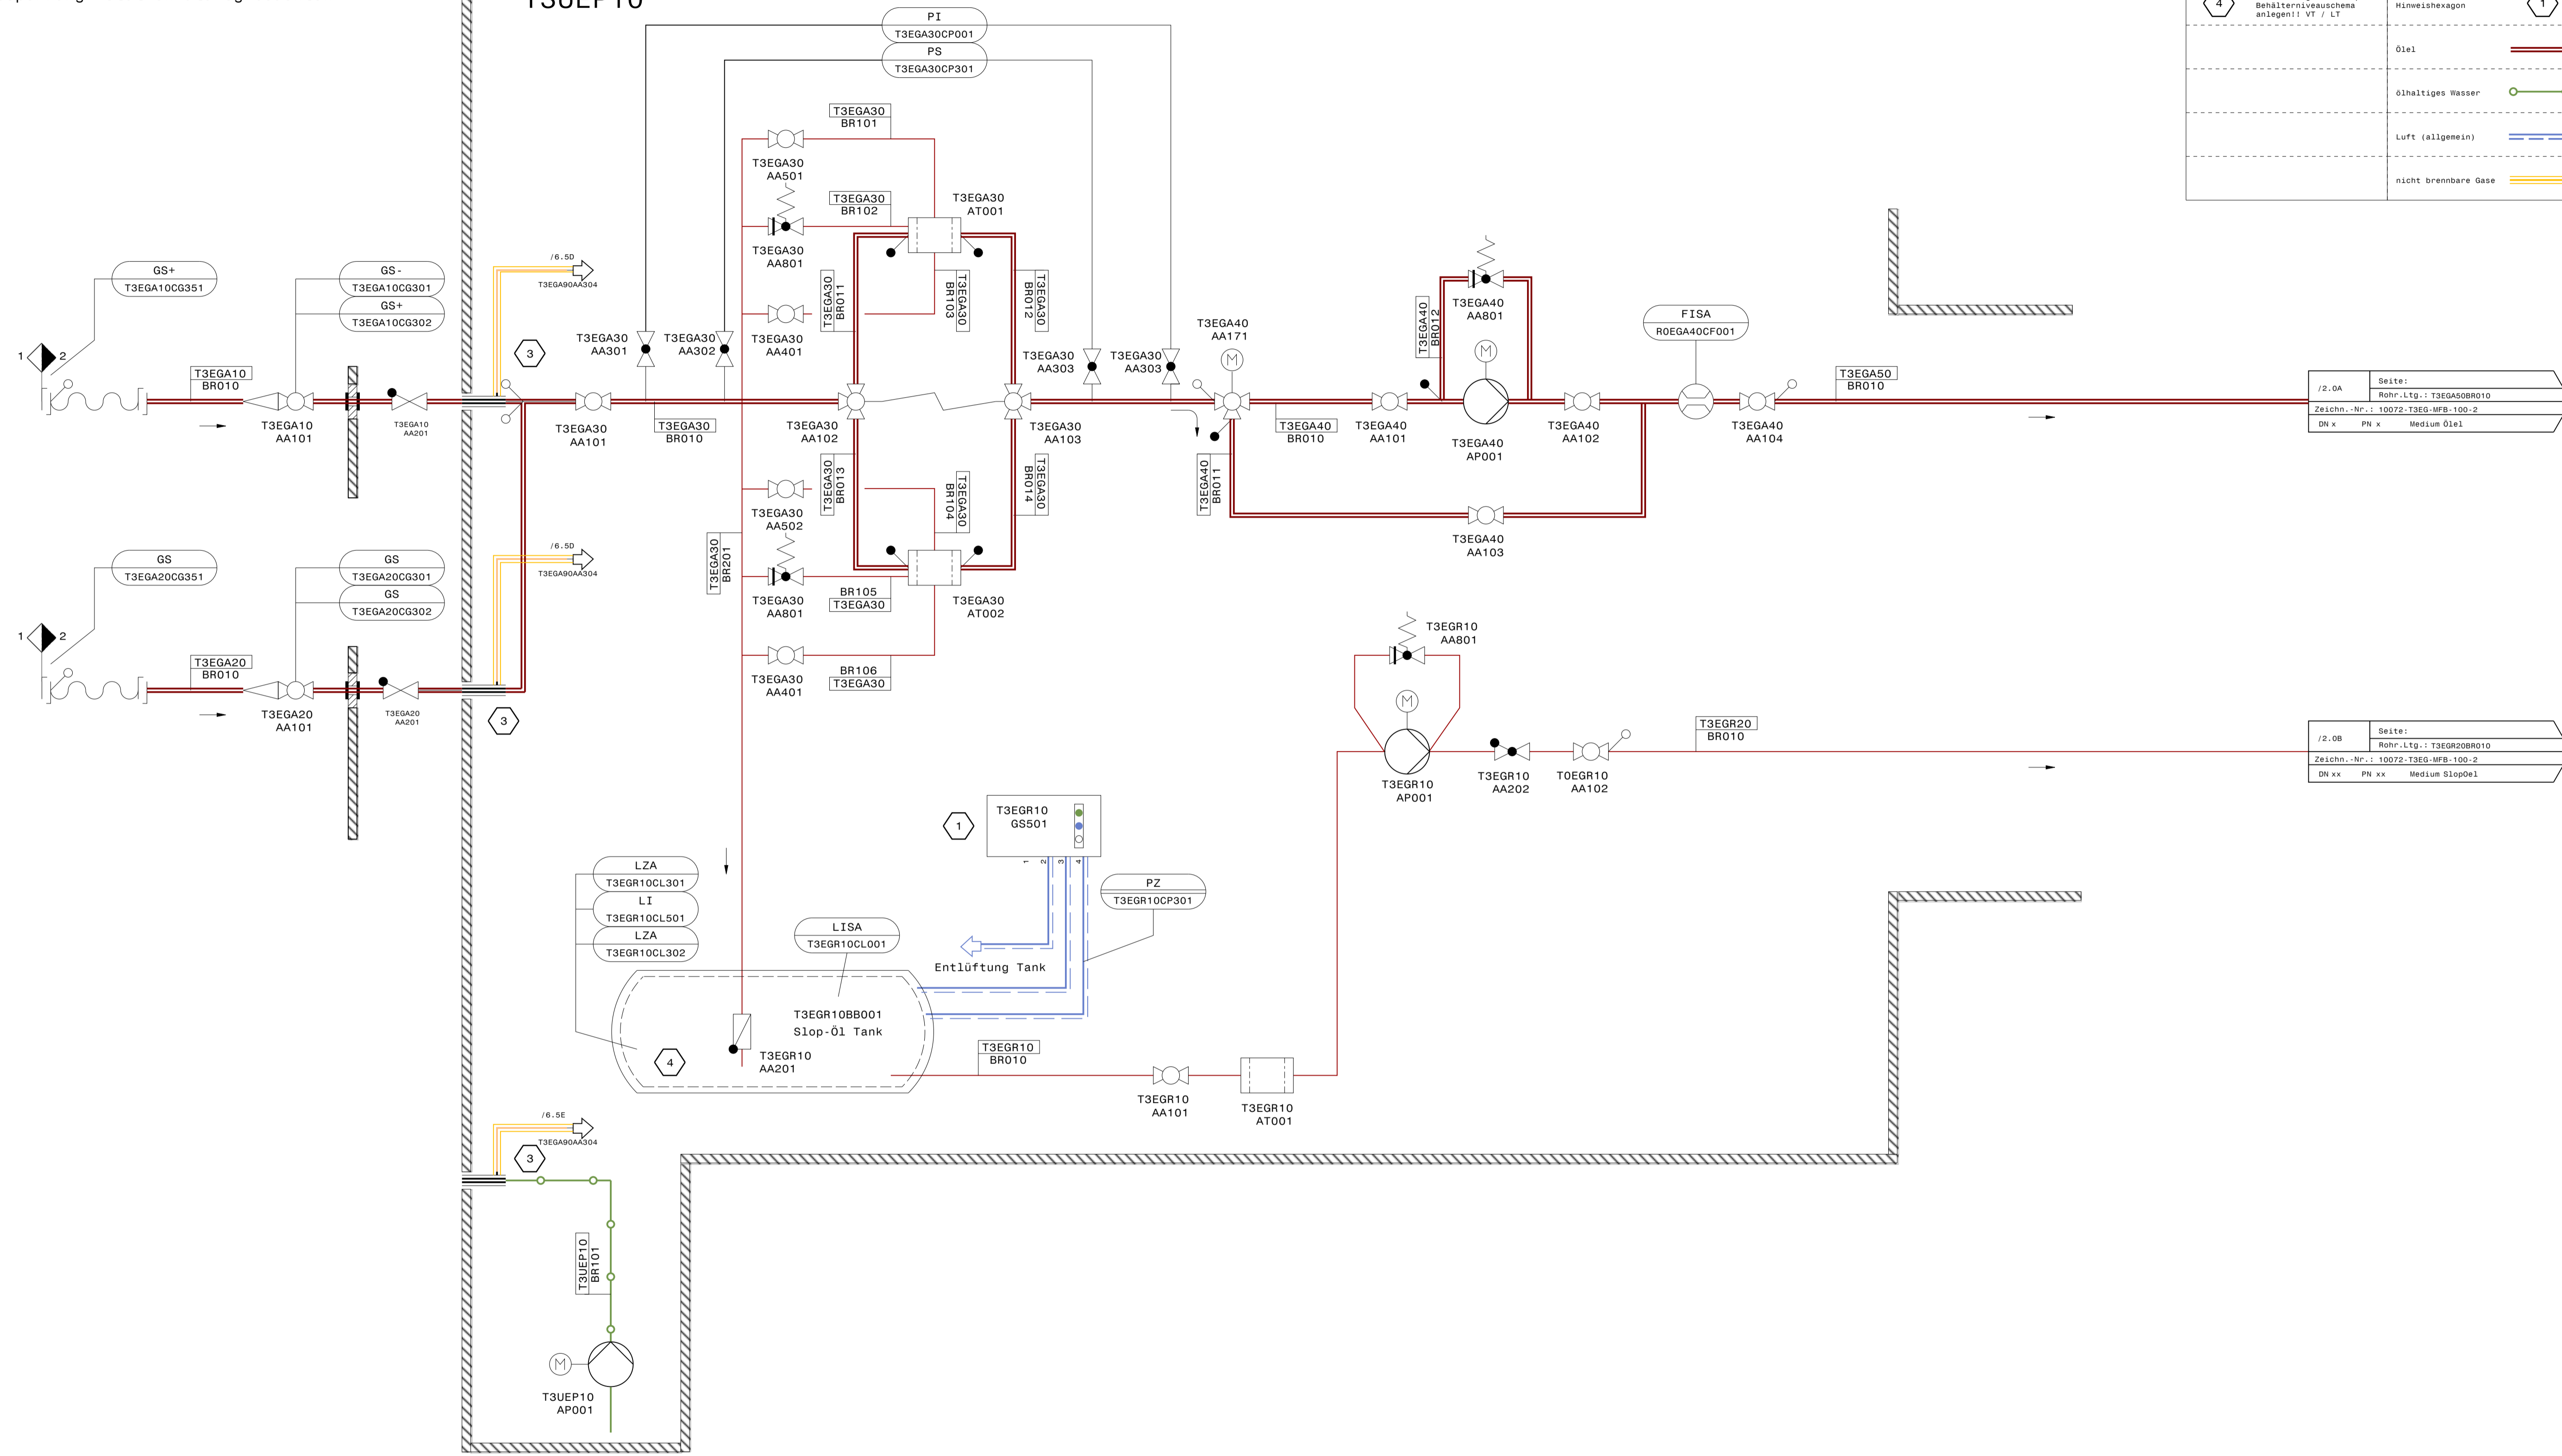 4
Behälterniveauschema
anlegen!! VT / LT
Hinweishexagon
1
Ölel
ölhaltiges Wasser
Luft (allgemein)
nicht brennbare Gase
PI
T3EGA30CP001
PS
T3EGA30CP301
T3EGA30
BR101
T3EGA30
AA501
T3EGA30
BR102
T3EGA30
AT001
T3EGA30
AA801
T3EGA30
BR011
T3EGA30
BR103
T3EGA30
BR012
T3EGA30
AA401
GS+
T3EGA10CG351
GS-
T3EGA10CG301
GS+
T3EGA10CG302
/6.5D
T3EGA90AA304
3
1
2
T3EGA10
BR010
T3EGA10
AA101
T3EGA10
AA201
T3EGA30
AA301
T3EGA30
AA302
T3EGA30
AA303
T3EGA30
AA303
T3EGA30
AA101
T3EGA30
BR010
T3EGA30
AA102
T3EGA30
AA103
T3EGA40
AA171
M
T3EGA40
BR010
T3EGA40
BR011
T3EGA40
AA101
T3EGA40
BR012
T3EGA40
AA801
M
T3EGA40
AP001
T3EGA40
AA102
T3EGA40
AA103
FISA
R0EGA40CF001
T3EGA40
AA104
T3EGA50
BR010
/2.0A
Seite:
Rohr.Ltg.: T3EGA50BR010
Zeichn.-Nr.: 10072-T3EG-MFB-100-2
DN x PN x Medium Ölel
T3EGA30
BR013
T3EGA30
BR104
T3EGA30
BR014
T3EGA30
AA502
T3EGA30
BR201
T3EGA30
AA801
BR105
T3EGA30
T3EGA30
AT002
BR106
T3EGA30
T3EGA30
AA401
GS
T3EGA20CG351
GS
T3EGA20CG301
GS
T3EGA20CG302
/6.5D
T3EGA90AA304
1
2
T3EGA20
BR010
T3EGA20
AA101
T3EGA20
AA201
3
T3EGR10
AA801
M
T3EGR10
AP001
T3EGR10
AA202
T0EGR10
AA102
T3EGR20
BR010
/2.0B
Seite:
Rohr.Ltg.: T3EGR20BR010
Zeichn.-Nr.: 10072-T3EG-MFB-100-2
DN xx PN xx Medium SlopOel
1
T3EGR10
GS501
1
2
3
4
PZ
T3EGR10CP301
LZA
T3EGR10CL301
LI
T3EGR10CL501
LZA
T3EGR10CL302
LISA
T3EGR10CL001
Entlüftung Tank
T3EGR10BB001
Slop-Öl Tank
4
T3EGR10
AA201
T3EGR10
BR010
T3EGR10
AA101
T3EGR10
AT001
/6.5E
T3EGA90AA304
3
T3UEP10
BR101
M
T3UEP10
AP001